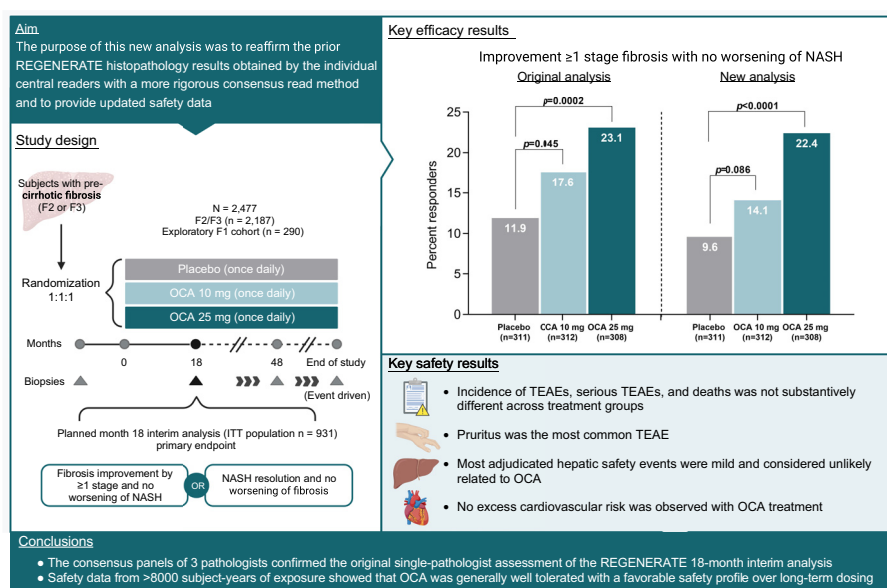 Aim
The purpose of this new analysis was to reaffirm the prior
REGENERATE histopathology results obtained by the individual
central readers with a more rigorous consensus read method
and to provide updated safety data
Study design
Subjects with pre-
cirrhotic fibrosis
(F2 or F3)
N = 2,477
F2/F3 (n = 2,187)
Exploratory F1 cohort (n = 290)
Randomization
1:1:1
Placebo (once daily)
OCA 10 mg (once daily)
OCA 25 mg (once daily)
Months
0
18
48
End of study
Biopsies
(Event driven)
Planned month 18 interim analysis (ITT population n = 931)
primary endpoint
Fibrosis improvement by
≥1 stage and no
worsening of NASH
OR
NASH resolution and no
worsening of fibrosis
Key efficacy results
Improvement ≥1 stage fibrosis with no worsening of NASH
Original analysis
New analysis
Percent responders
25
20
15
10
5
0
p=0.0002
p=0.045
11.9
17.6
23.1
p<0.0001
p=0.086
9.6
14.1
22.4
Placebo CCA 10 mg OCA 25 mg
(n=311) (n=312) (n=308)
Placebo OCA 10 mg OCA 25 mg
(n=311) (n=312) (n=308)
Key safety results
• Incidence of TEAEs, serious TEAEs, and deaths was not substantively
different across treatment groups
• Pruritus was the most common TEAE
• Most adjudicated hepatic safety events were mild and considered unlikely
related to OCA
• No excess cardiovascular risk was observed with OCA treatment
Conclusions
● The consensus panels of 3 pathologists confirmed the original single-pathologist assessment of the REGENERATE 18-month interim analysis
● Safety data from >8000 subject-years of exposure showed that OCA was generally well tolerated with a favorable safety profile over long-term dosing